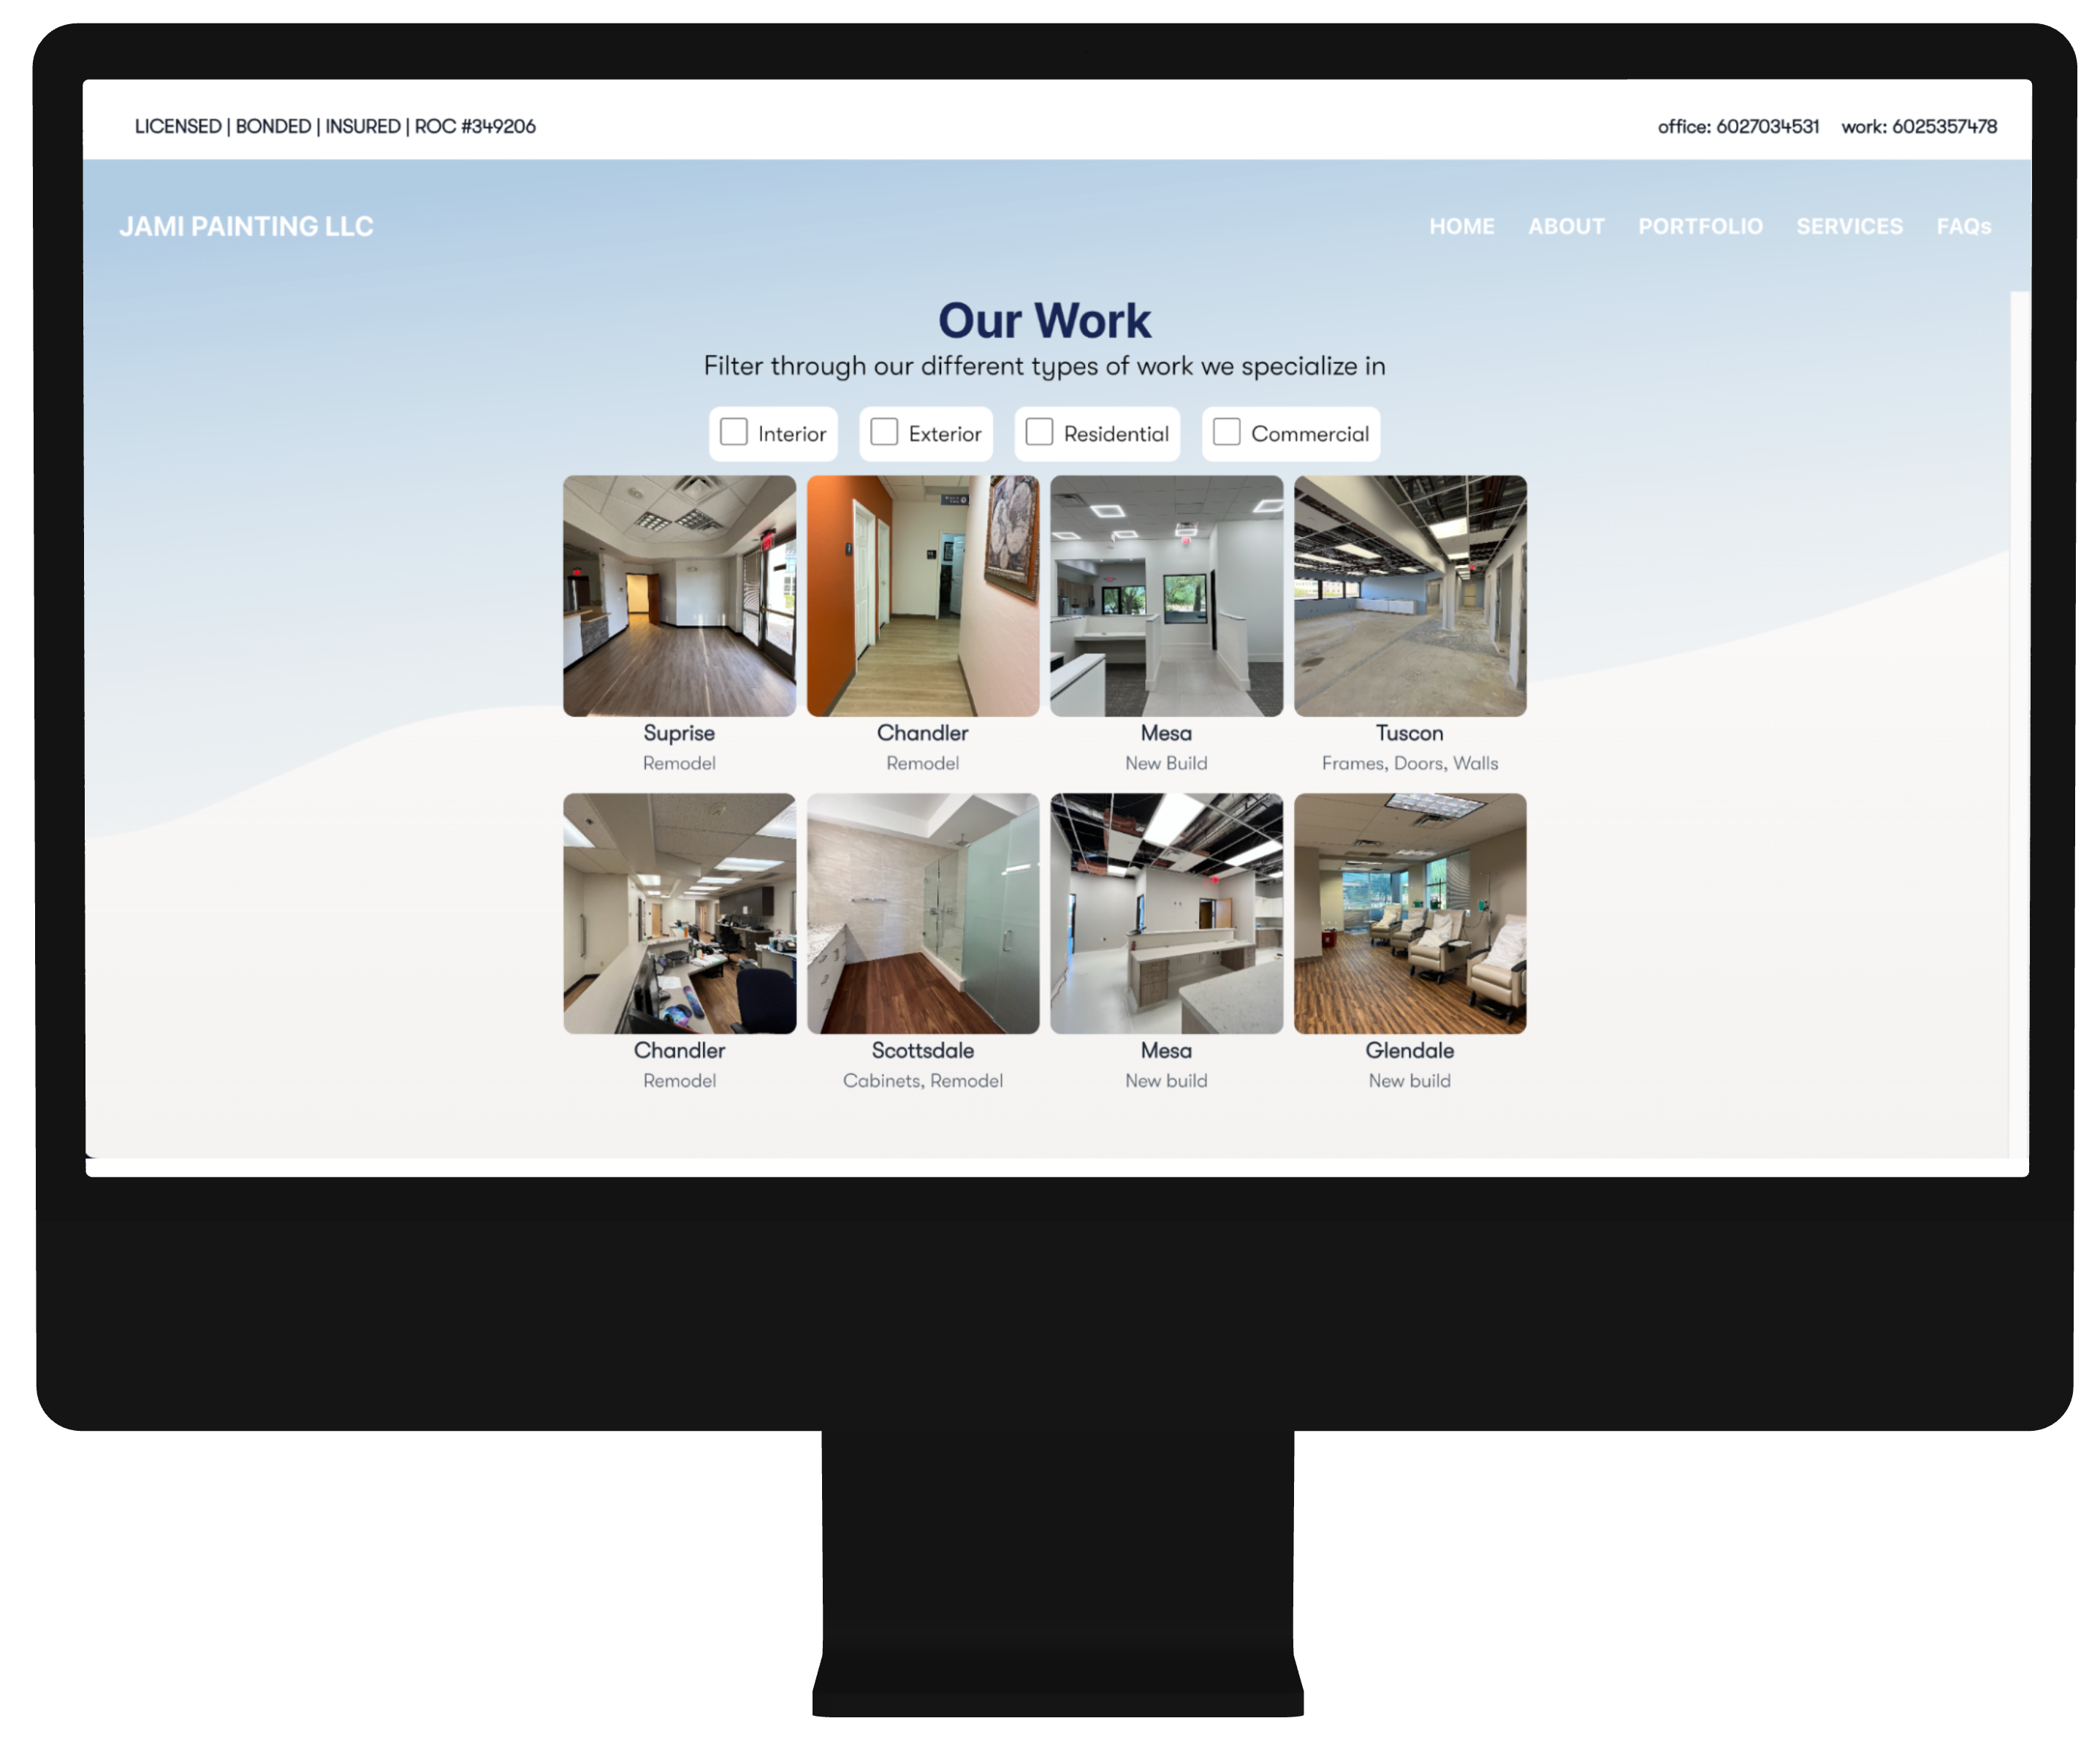 LICENSED | BONDED | INSURED | ROC #349206
office: 6027034531 work: 6025357478
JAMI PAINTING LLC
HOME ABOUT PORTFOLIO SERVICES FAQs
Our Work
Filter through our different types of work we specialize in
Interior Exterior Residential Commercial
Suprise Chandler Mesa Tuscon
Remodel Remodel New Build Frames, Doors, Walls
Chandler Scottsdale Mesa Glendale
Remodel Cabinets, Remodel New build New build